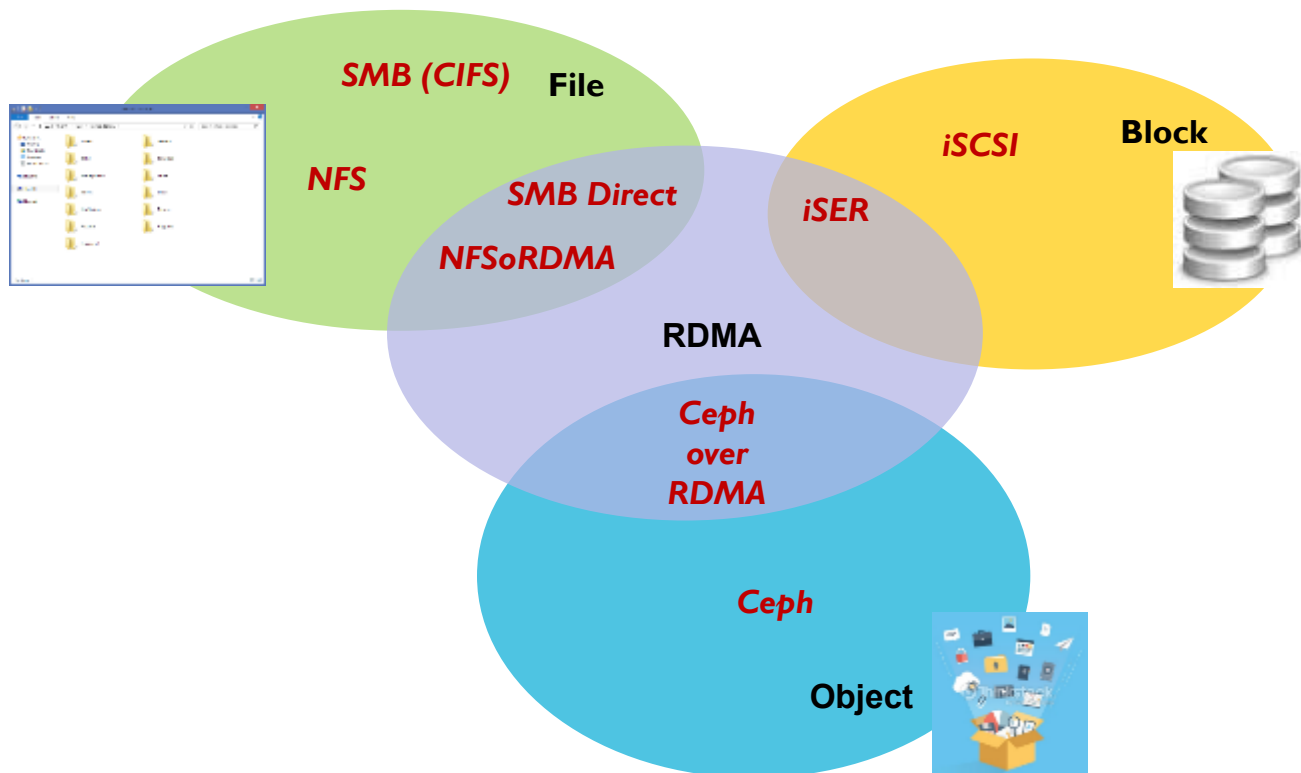 SMB (CIFS)
File
NFS
SMB Direct
NFSoRDMA
iSCSI
Block
iSER
RDMA
Ceph
over
RDMA
Ceph
Object